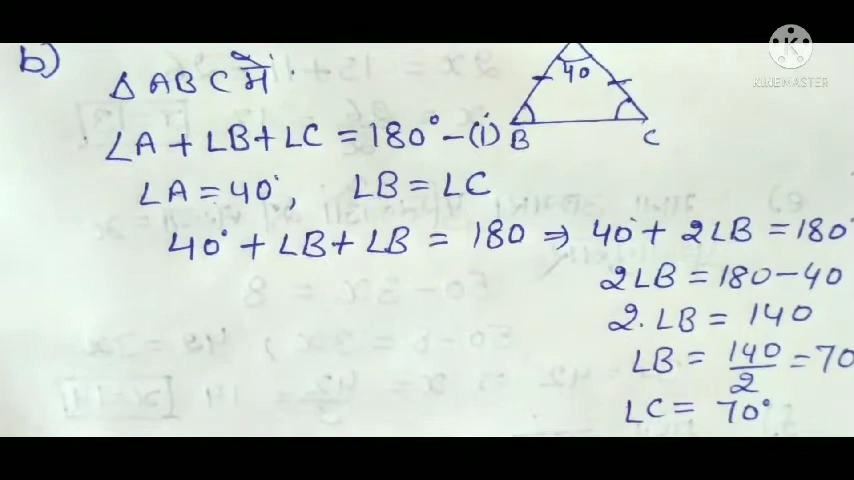 b)
Δ ABC में
40
∠A + ∠B + ∠C = 180° - (i)
B
C
∠A = 40°, ∠B = ∠C
40° + ∠B + ∠B = 180 ⇒ 40° + 2∠B = 180°
2∠B = 180 - 40
2. ∠B = 140
∠B = 140/2 = 70
∠C = 70°
K
KINEMASTER